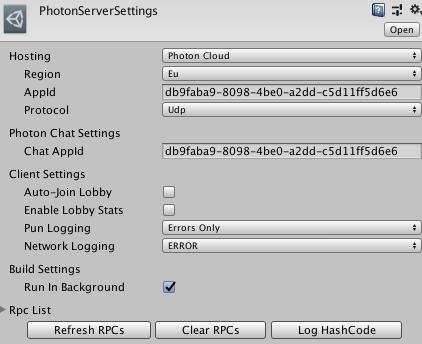 PhotonServerSettings
Open
Hosting Photon Cloud
Region Eu
AppId db9faba9-8098-4be0-a2dd-c5d11ff5d6e6
Protocol Udp
Photon Chat Settings
Chat AppId db9faba9-8098-4be0-a2dd-c5d11ff5d6e6
Client Settings
Auto-Join Lobby
Enable Lobby Stats
Pun Logging Errors Only
Network Logging ERROR
Build Settings
Run In Background
Rpc List
Refresh RPCs Clear RPCs Log HashCode